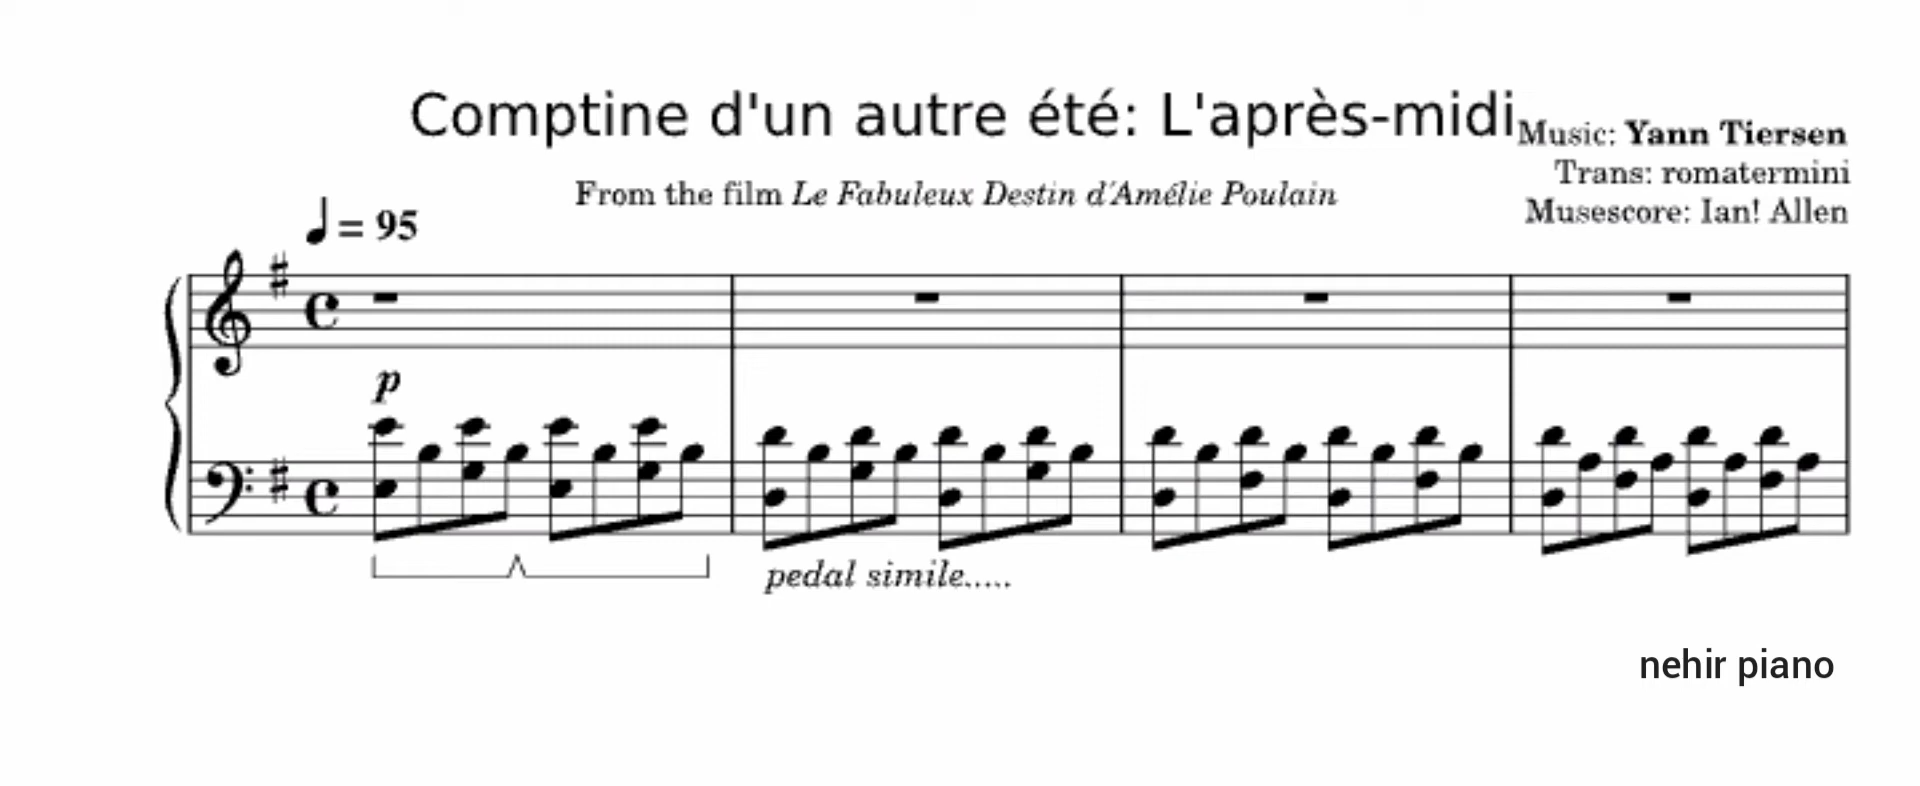 Comptine d'un autre été: L'après-midi
Music: Yann Tiersen
Trans: romatermini
From the film Le Fabuleux Destin d'Amélie Poulain
Musescore: Ian! Allen
= 95
p
pedal simile.....
nehir piano